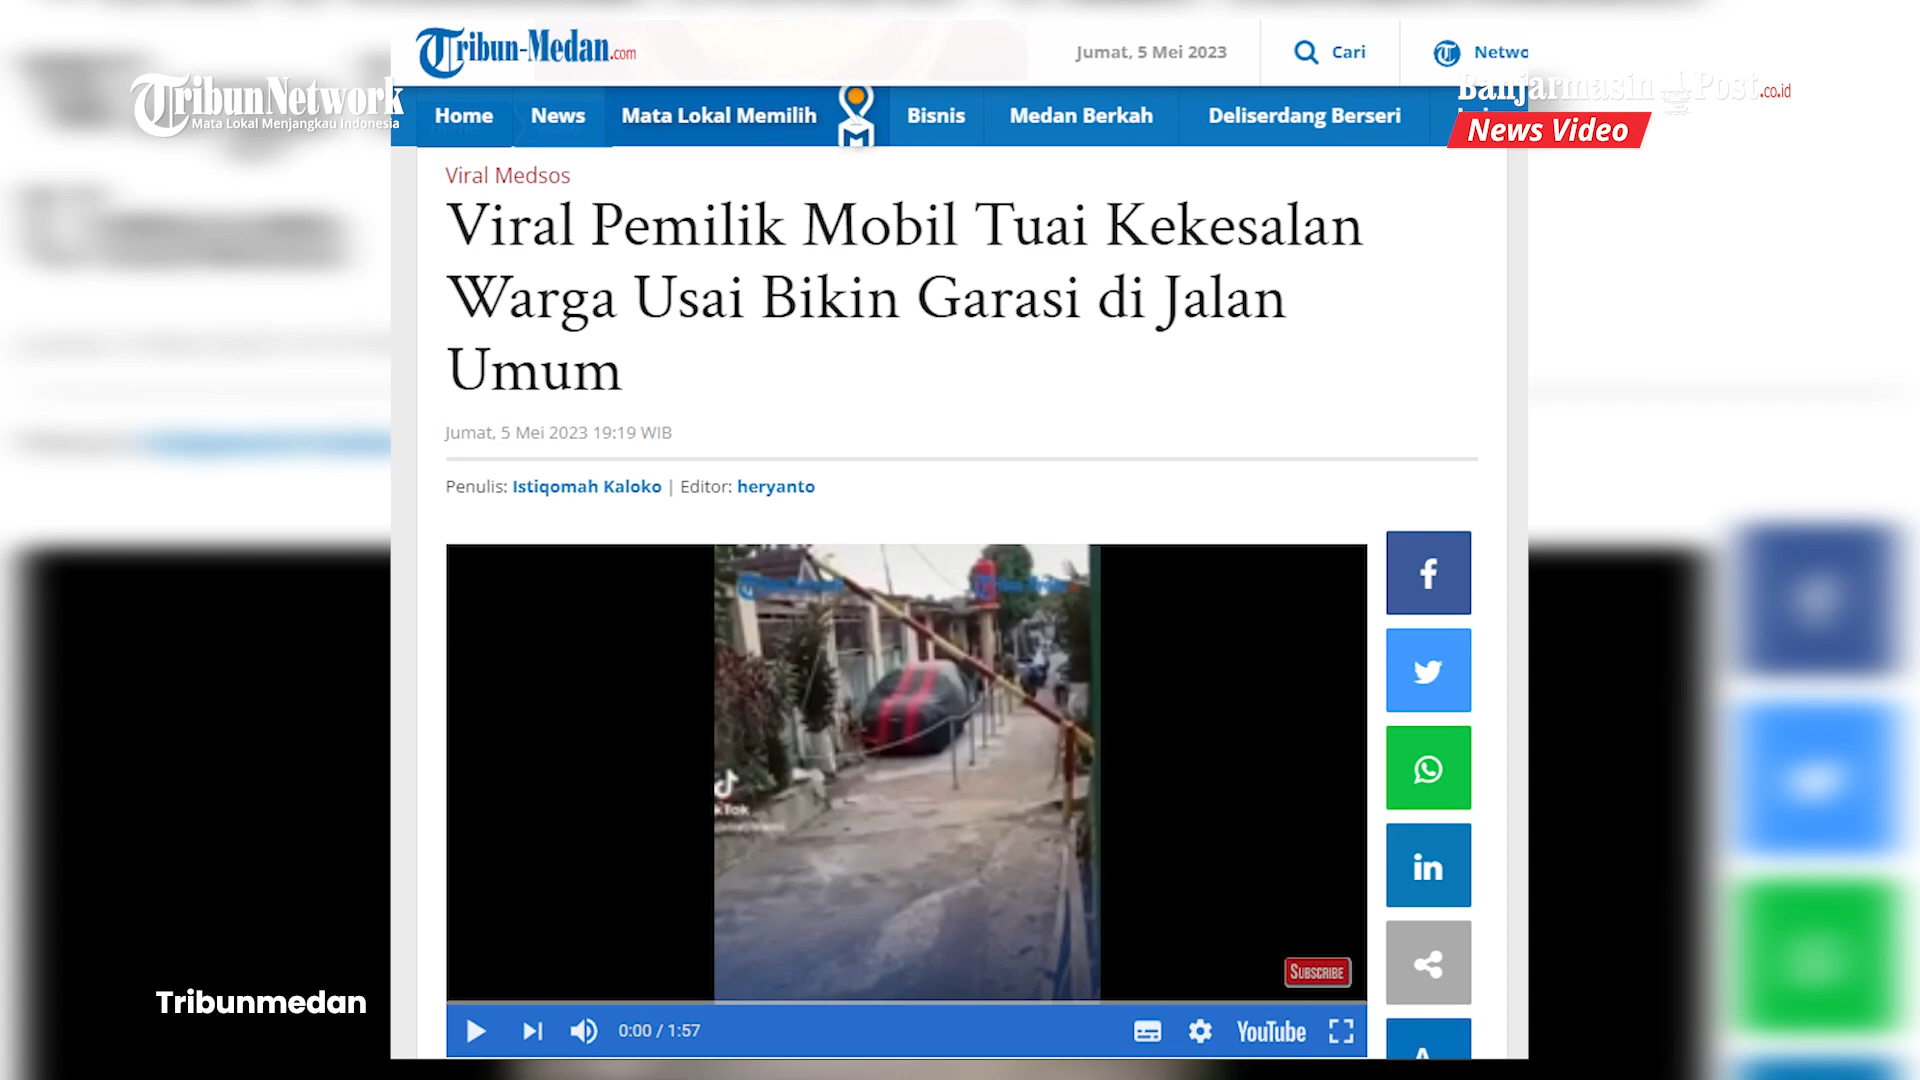 Tribun-Medan.com
Jumat, 5 Mei 2023
Cari
Netwo
TribunNetwork
Mata Lokal Menjangkau Indonesia
Banjarmasin Post.co.id
News Video
Home
News
Mata Lokal Memilih
M
Bisnis
Medan Berkah
Deliserdang Berseri
Viral Medsos
Viral Pemilik Mobil Tuai Kekesalan
Warga Usai Bikin Garasi di Jalan
Umum
Jumat, 5 Mei 2023 19:19 WIB
Penulis: Istiqomah Kaloko | Editor: heryanto
SUBSCRIBE
0:00 / 1:57
YouTube
Tribunmedan